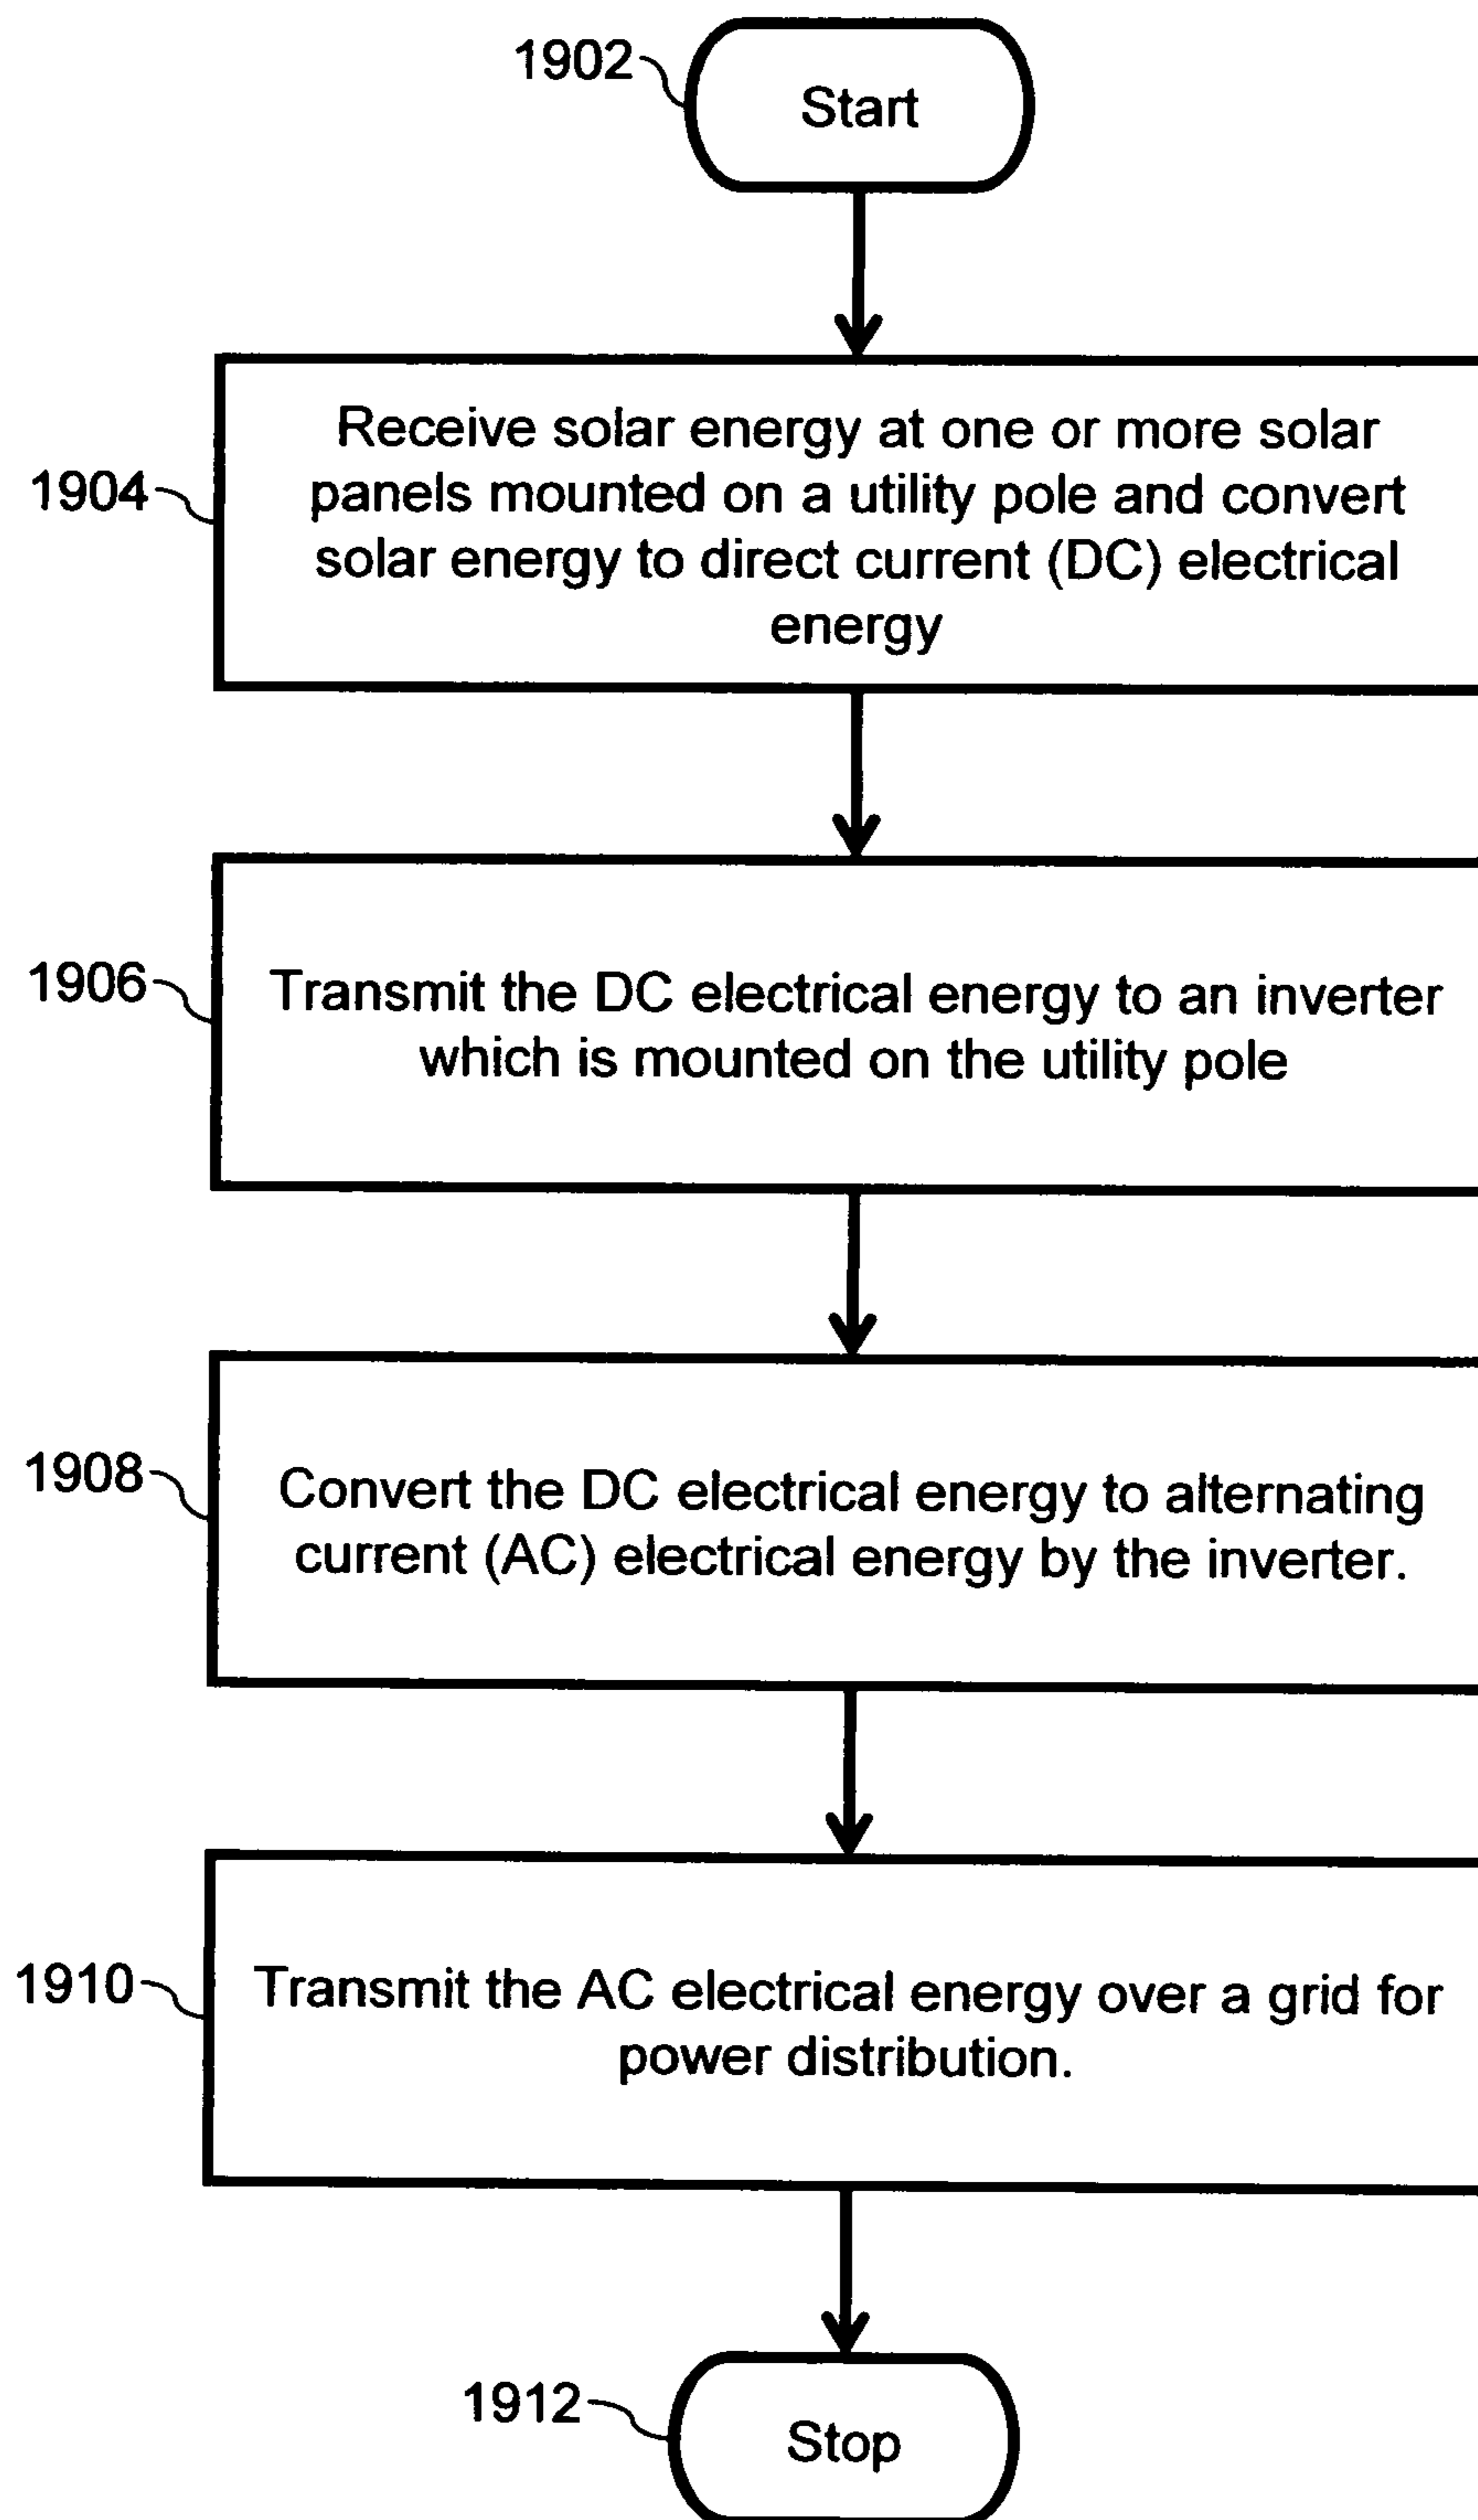 1902
Start
1904
Receive solar energy at one or more solar
panels mounted on a utility pole and convert
solar energy to direct current (DC) electrical
energy
1906
Transmit the DC electrical energy to an inverter
which is mounted on the utility pole
1908
Convert the DC electrical energy to alternating
current (AC) electrical energy by the inverter.
1910
Transmit the AC electrical energy over a grid for
power distribution.
1912
Stop